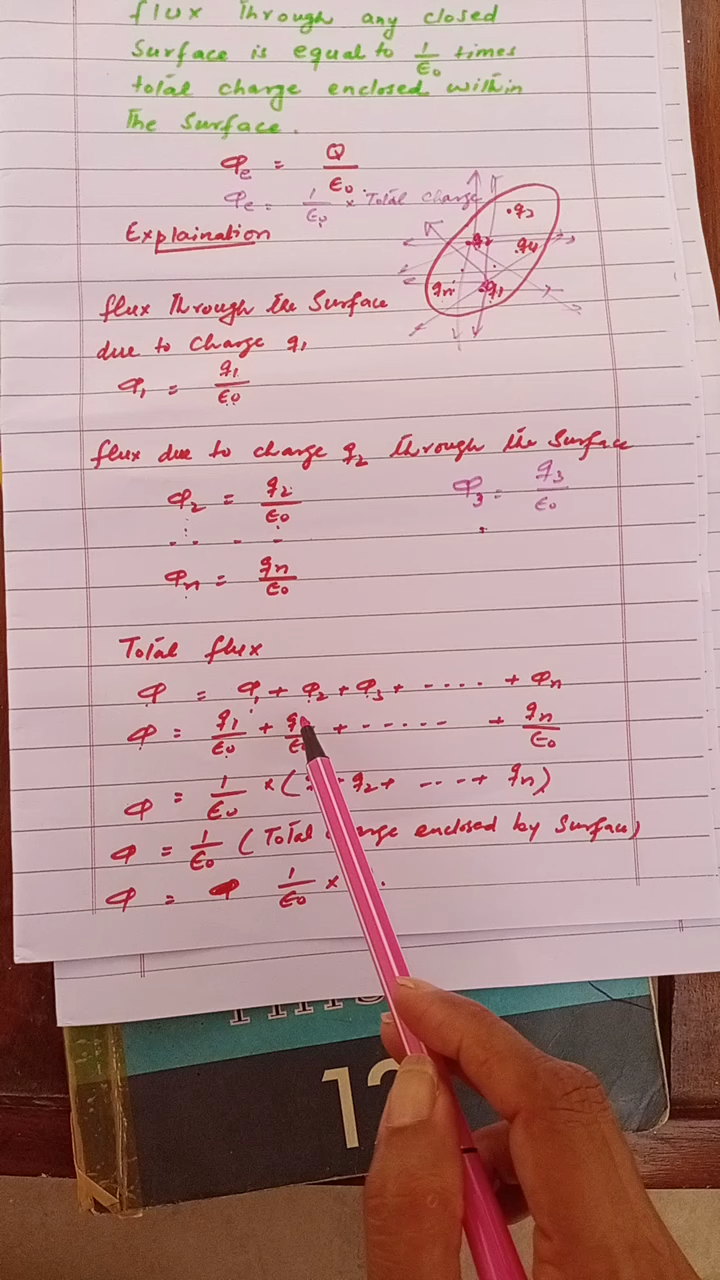 flux Through any closed
Surface is equal to 1/ε₀ times
total charge enclosed within
the surface.
Φe = Q/ε₀.
Φe = 1/ε₀ × Total Charge
Explaination
q3
q2
q4
qn
q1
flux Through the Surface
due to Charge q1
Φ1 = q1/ε₀
flux due to charge q2 through the surface
Φ2 = q2/ε₀
Φ3 = q3/ε₀
Φn = qn/ε₀
Total flux
Φ = Φ1 + Φ2 + Φ3 + ..... + Φn
Φ = q1/ε₀ + + ------ + qn/ε₀
Φ = 1/ε₀ × ( q2 + ---- + qn)
Φ = 1/ε₀ (Total enclosed by Surface)
Φ = 1/ε₀ ×
12